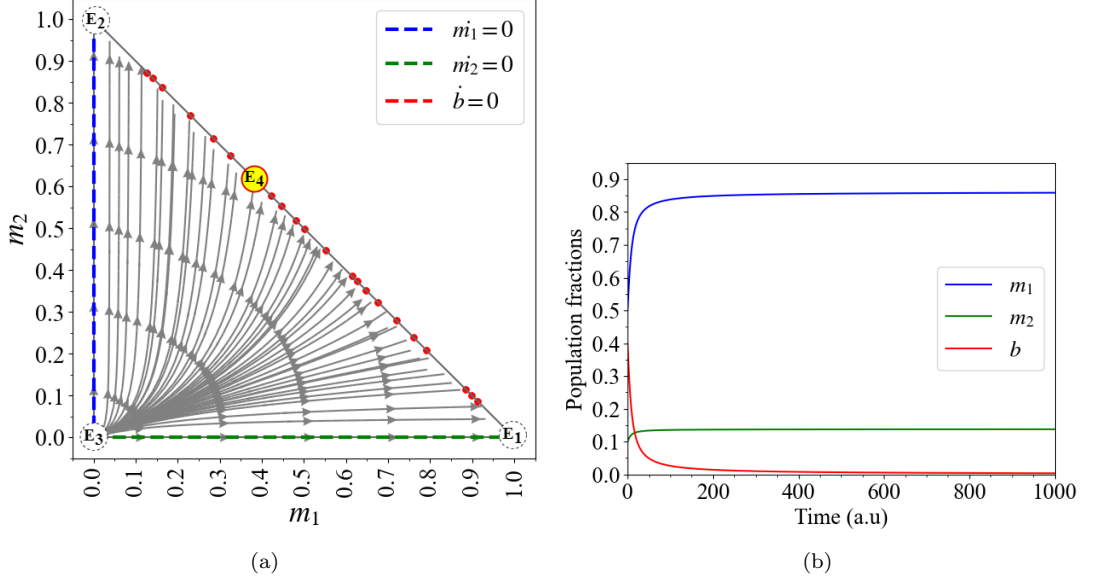 1.0
0.9
0.8
0.7
0.6
0.5
0.4
0.3
0.2
0.1
0.0
m₂
E₂
E₄
E₃
E₁
ṁ₁ = 0
ṁ₂ = 0
ḃ = 0
0.0 0.1 0.2 0.3 0.4 0.5 0.6 0.7 0.8 0.9 1.0
m₁
(a)
0.9
0.8
0.7
0.6
0.5
0.4
0.3
0.2
0.1
0.0
Population fractions
m₁
m₂
b
0 200 400 600 800 1000
Time (a.u)
(b)